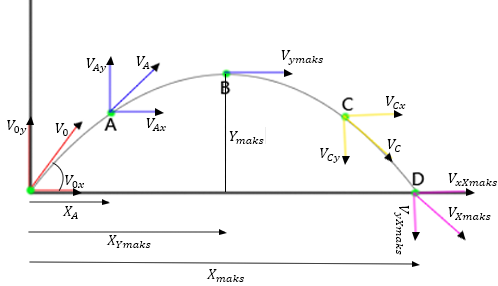 V_Ay
V_A
V_ymaks
B
V_0y
V_0
A
V_Ax
Y_maks
C
V_Cx
V_Cy
V_C
V_0x
D
V_xXmaks
X_A
V_yXmaks
V_Xmaks
X_Ymaks
X_maks